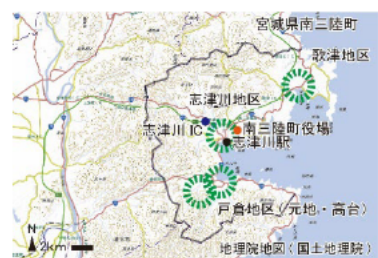 宮城県南三陸町
歌津地区
志津川地区
志津川IC
南三陸町役場
志津川駅
戸倉地区(元地・高台)
N
2km
地理院地図(国土地理院)